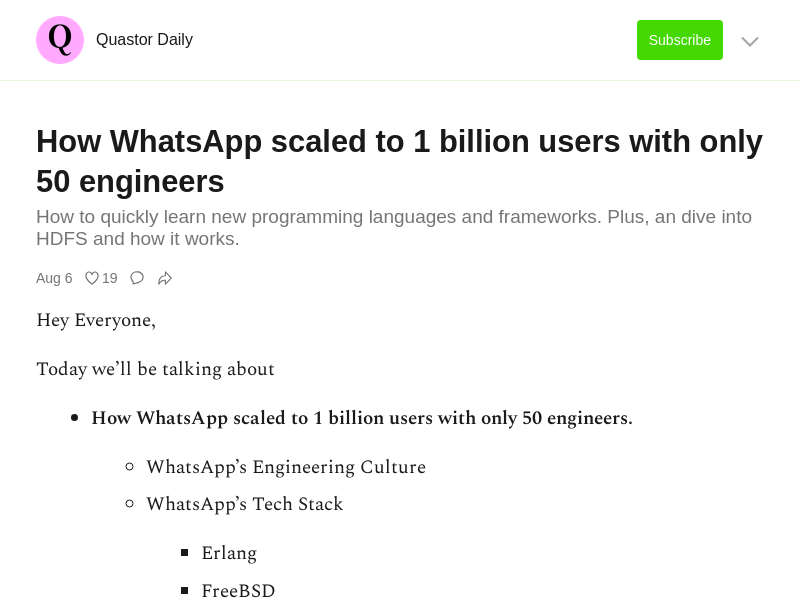 Q
Quastor Daily
Subscribe
How WhatsApp scaled to 1 billion users with only
50 engineers
How to quickly learn new programming languages and frameworks. Plus, an dive into
HDFS and how it works.
Aug 6 19
Hey Everyone,
Today we’ll be talking about
How WhatsApp scaled to 1 billion users with only 50 engineers.
WhatsApp’s Engineering Culture
WhatsApp’s Tech Stack
Erlang
FreeBSD